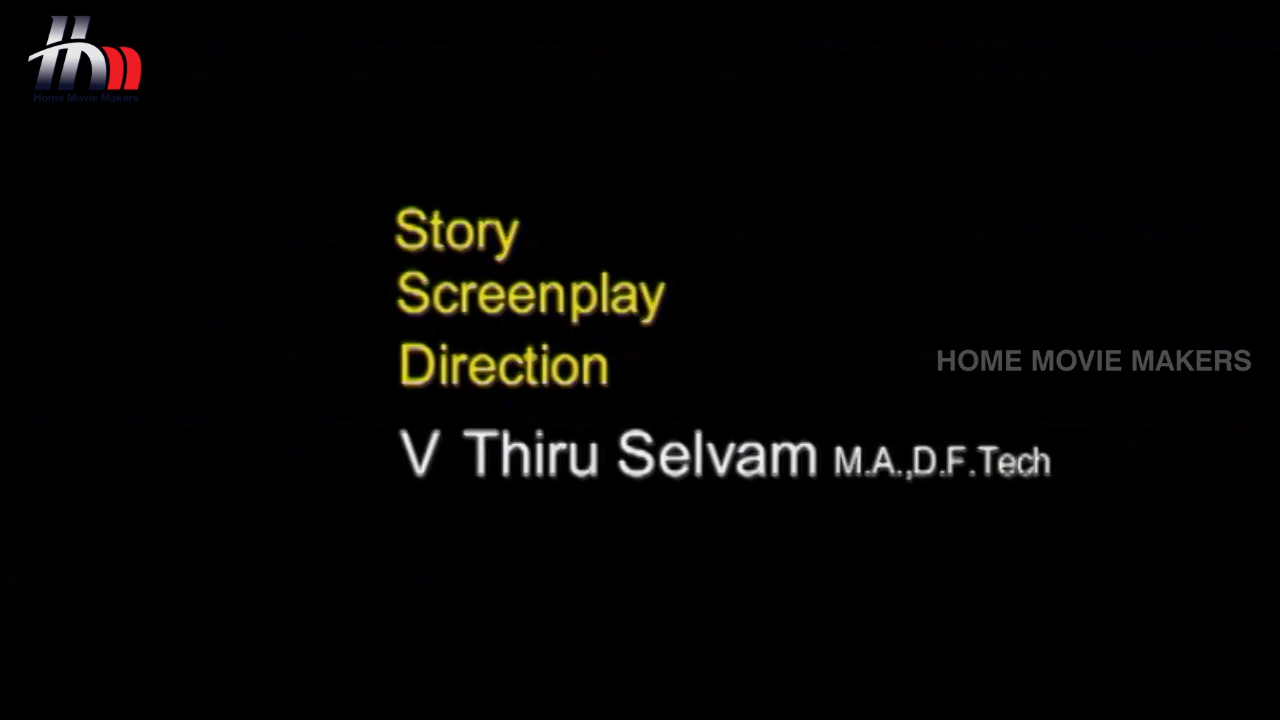 Home Movie Makers
Story
Screenplay
Direction
HOME MOVIE MAKERS
V Thiru Selvam M.A.,D.F.Tech